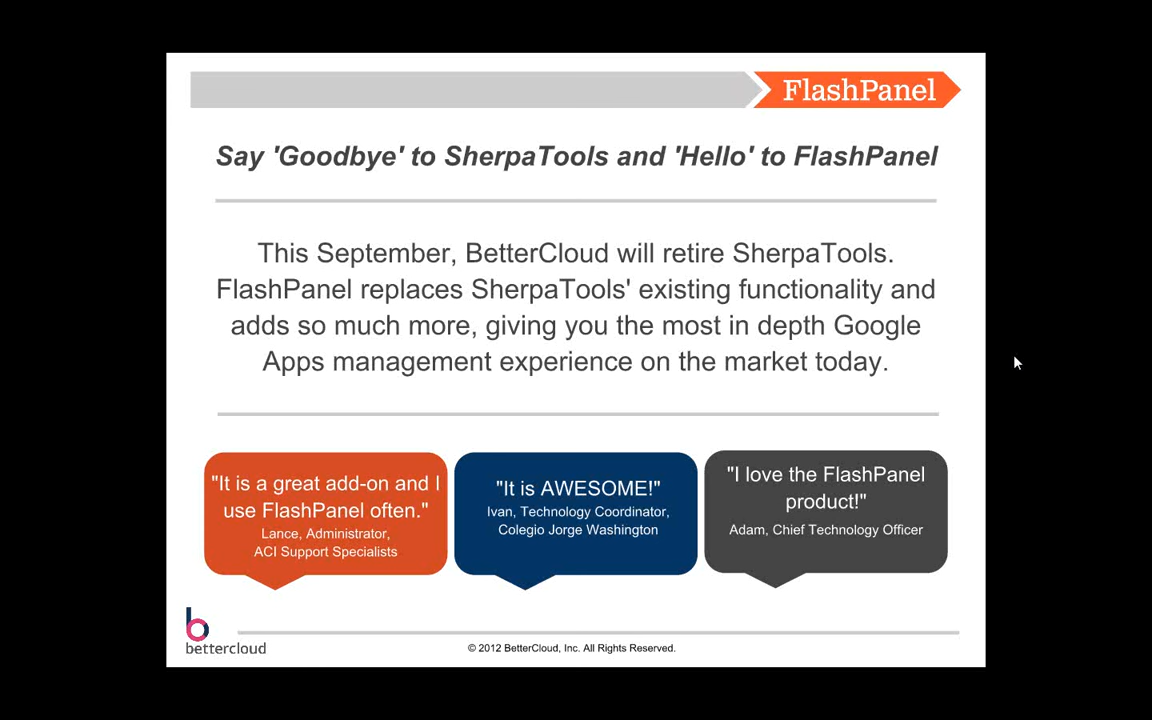 FlashPanel
Say 'Goodbye' to SherpaTools and 'Hello' to FlashPanel
This September, BetterCloud will retire SherpaTools.
FlashPanel replaces SherpaTools' existing functionality and
adds so much more, giving you the most in depth Google
Apps management experience on the market today.
"It is a great add-on and I
use FlashPanel often."
Lance, Administrator,
ACI Support Specialists
"It is AWESOME!"
Ivan, Technology Coordinator,
Colegio Jorge Washington
"I love the FlashPanel
product!"
Adam, Chief Technology Officer
b
bettercloud
© 2012 BetterCloud, Inc. All Rights Reserved.